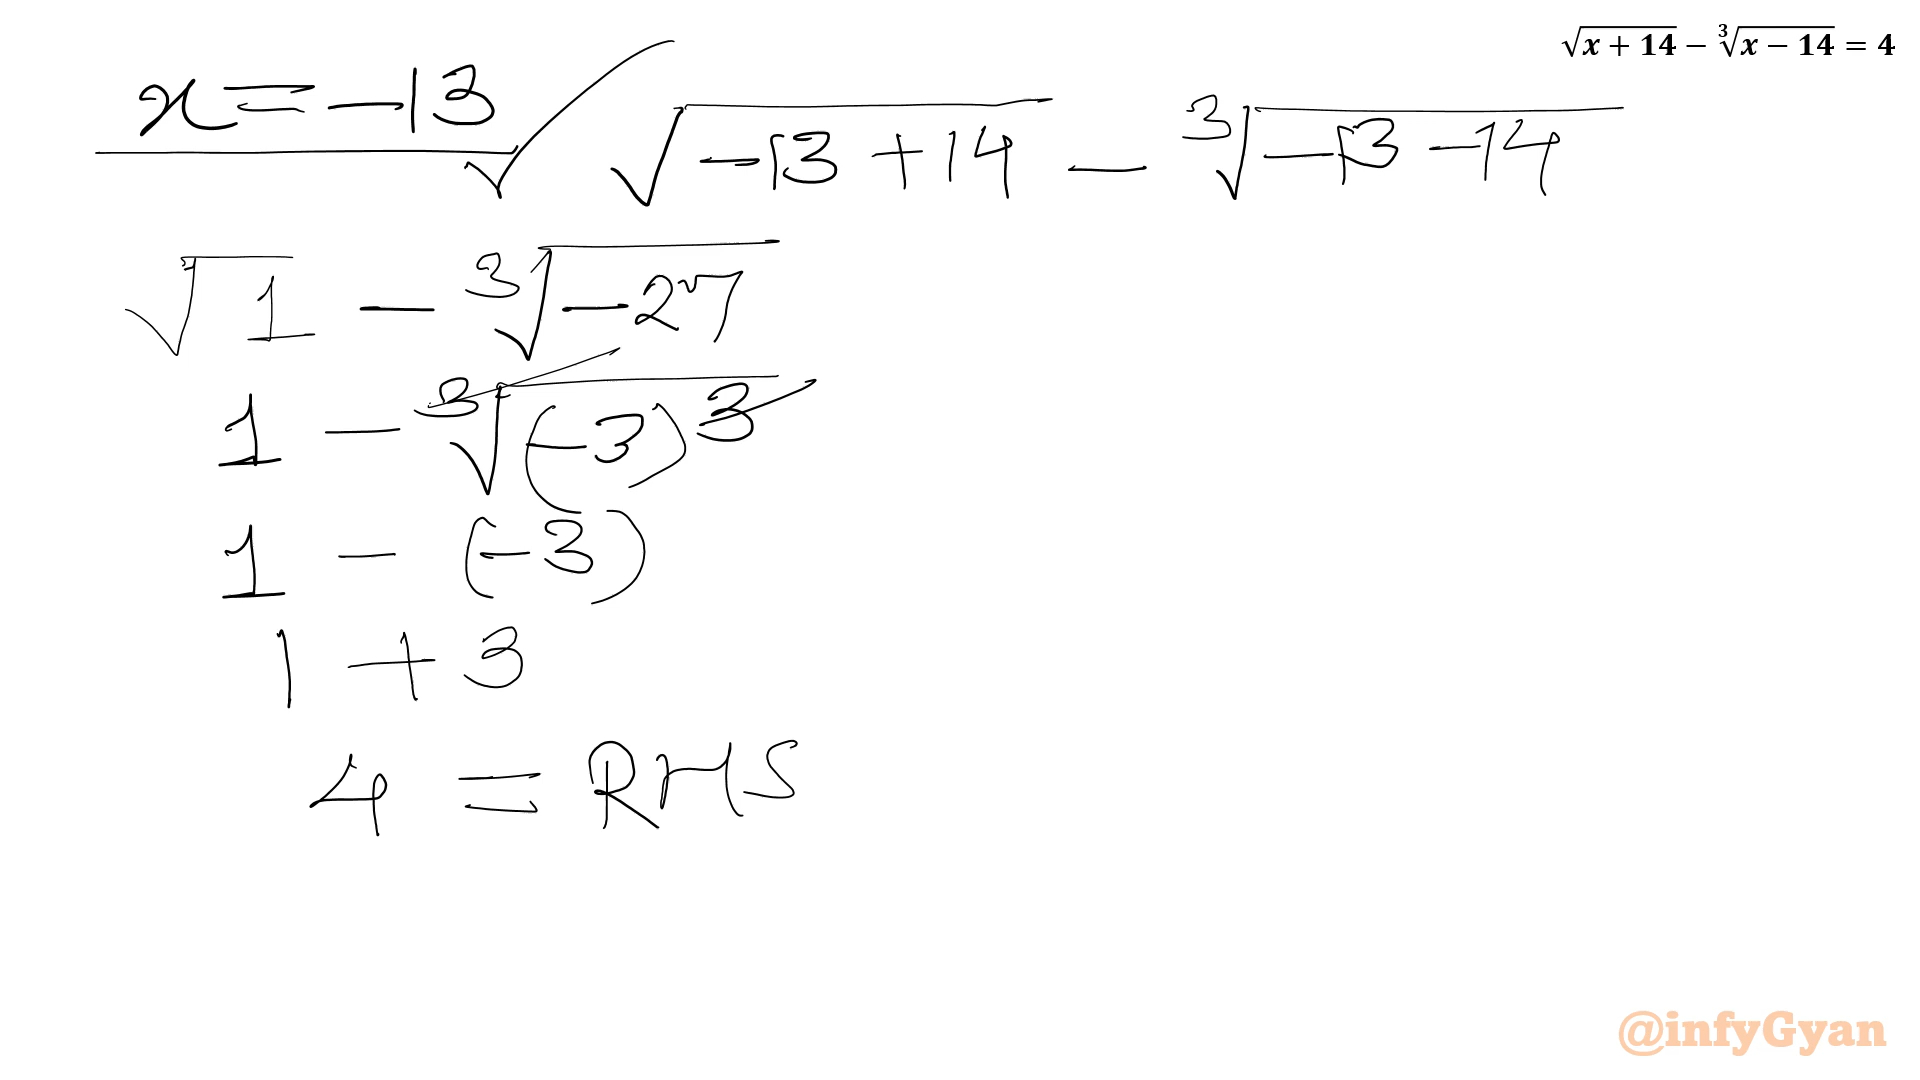 √(x + 14) − ∛(x − 14) = 4
x = −13 ✓ √(−13 + 14) − ∛(−13 − 14)
√1 − ∛(−27)
1 − ∛((−3)³)
1 − (−3)
1 + 3
4 = RHS
@infyGyan